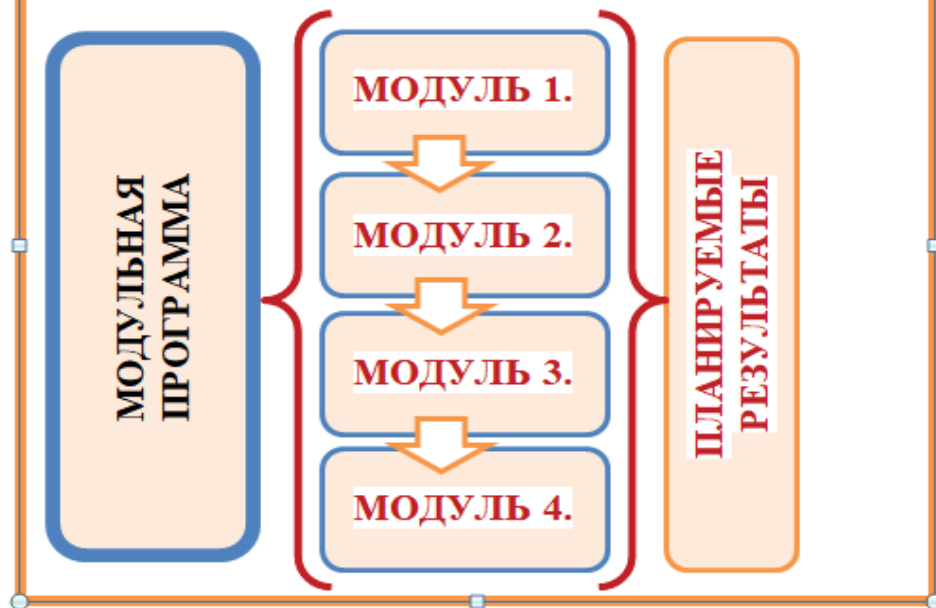 МОДУЛЬНАЯ
ПРОГРАММА
МОДУЛЬ 1.
МОДУЛЬ 2.
МОДУЛЬ 3.
МОДУЛЬ 4.
ПЛАНИРУЕМЫЕ
РЕЗУЛЬТАТЫ